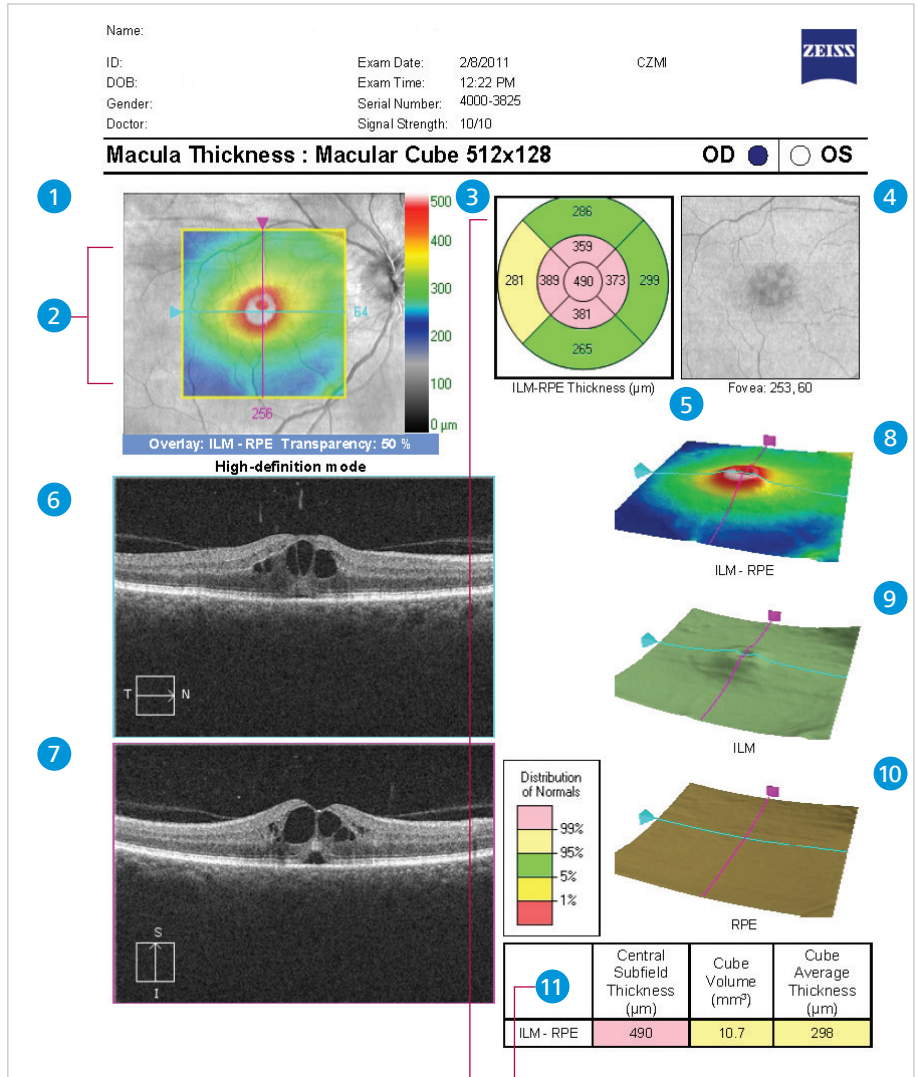 Name:
ZEISS
ID: Exam Date: 2/8/2011 CZMI
DOB: Exam Time: 12:22 PM
Gender: Serial Number: 4000-3825
Doctor: Signal Strength: 10/10
Macula Thickness : Macular Cube 512x128 OD OS
1
2
500
400
300
200
100
0 µm
64
256
Overlay: ILM - RPE Transparency: 50 %
3
286
359
281 389 490 373 299
381
265
ILM-RPE Thickness (µm)
4
Fovea: 253, 60
5
High-definition mode
6
T N
7
S
I
8
ILM - RPE
9
ILM
10
RPE
Distribution
of Normals
99%
95%
5%
1%
11
Central
Subfield
Thickness
(µm)
Cube
Volume
(mm³)
Cube
Average
Thickness
(µm)
ILM - RPE 490 10.7 298